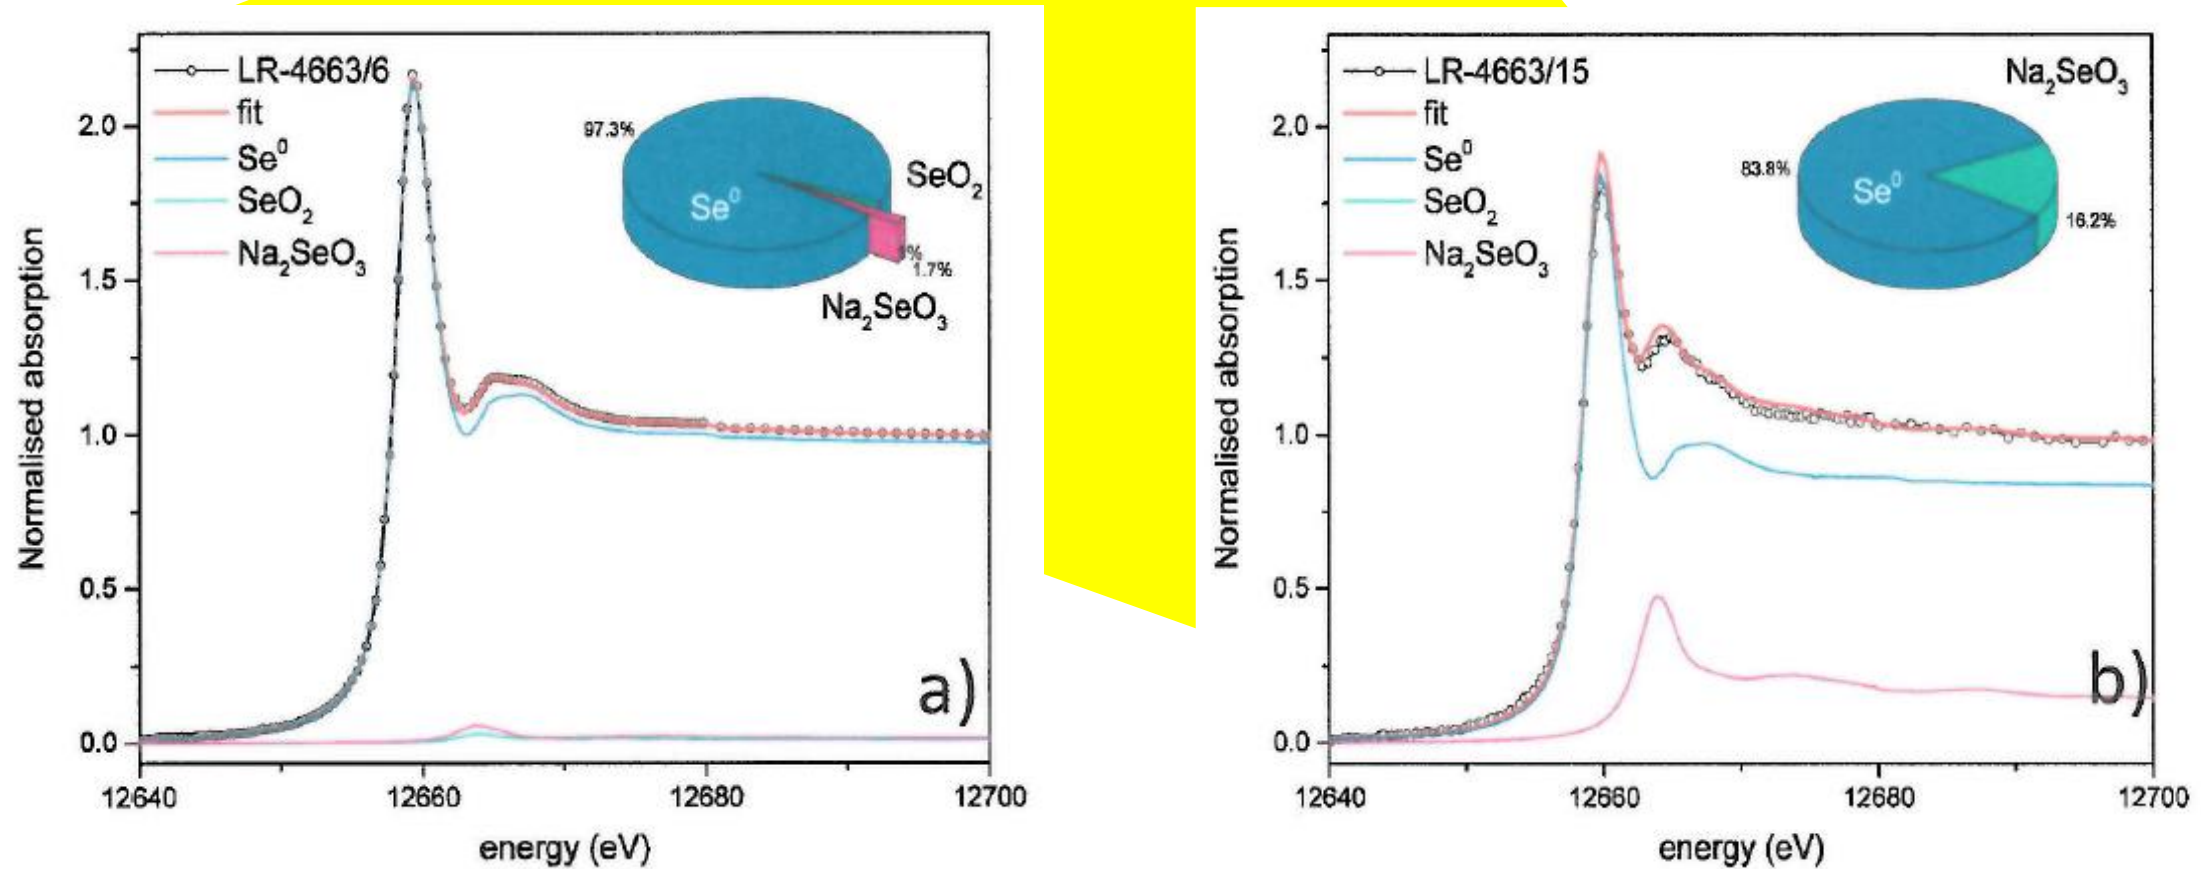 LR-4663/6
fit
Se⁰
SeO₂
Na₂SeO₃
97.3%
Se⁰
SeO₂
1.7%
Na₂SeO₃
2.0
1.5
1.0
0.5
0.0
Normalised absorption
a)
12640
12660
12680
12700
energy (eV)
LR-4663/15
fit
Se⁰
SeO₂
Na₂SeO₃
Na₂SeO₃
83.8%
Se⁰
16.2%
2.0
1.5
1.0
0.5
0.0
Normalised absorption
b)
12640
12660
12680
12700
energy (eV)